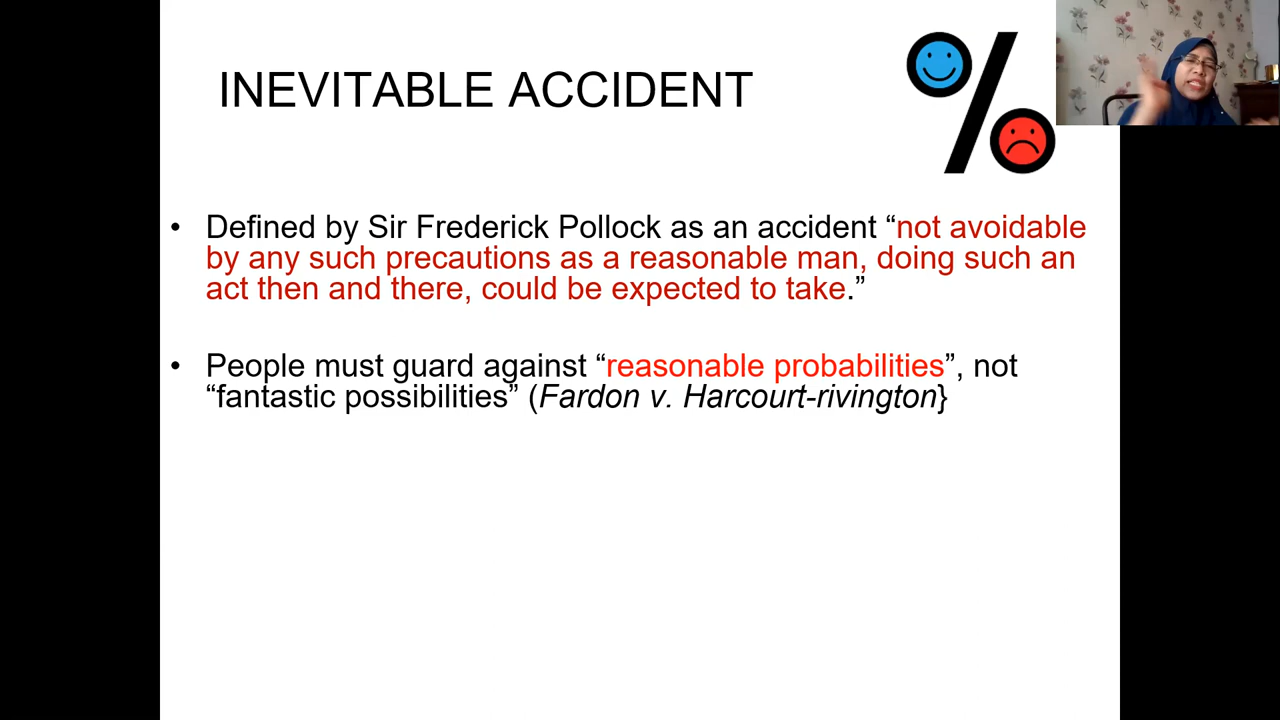 INEVITABLE ACCIDENT
• Defined by Sir Frederick Pollock as an accident “not avoidable
by any such precautions as a reasonable man, doing such an
act then and there, could be expected to take.”
• People must guard against “reasonable probabilities”, not
“fantastic possibilities” (Fardon v. Harcourt-rivington}